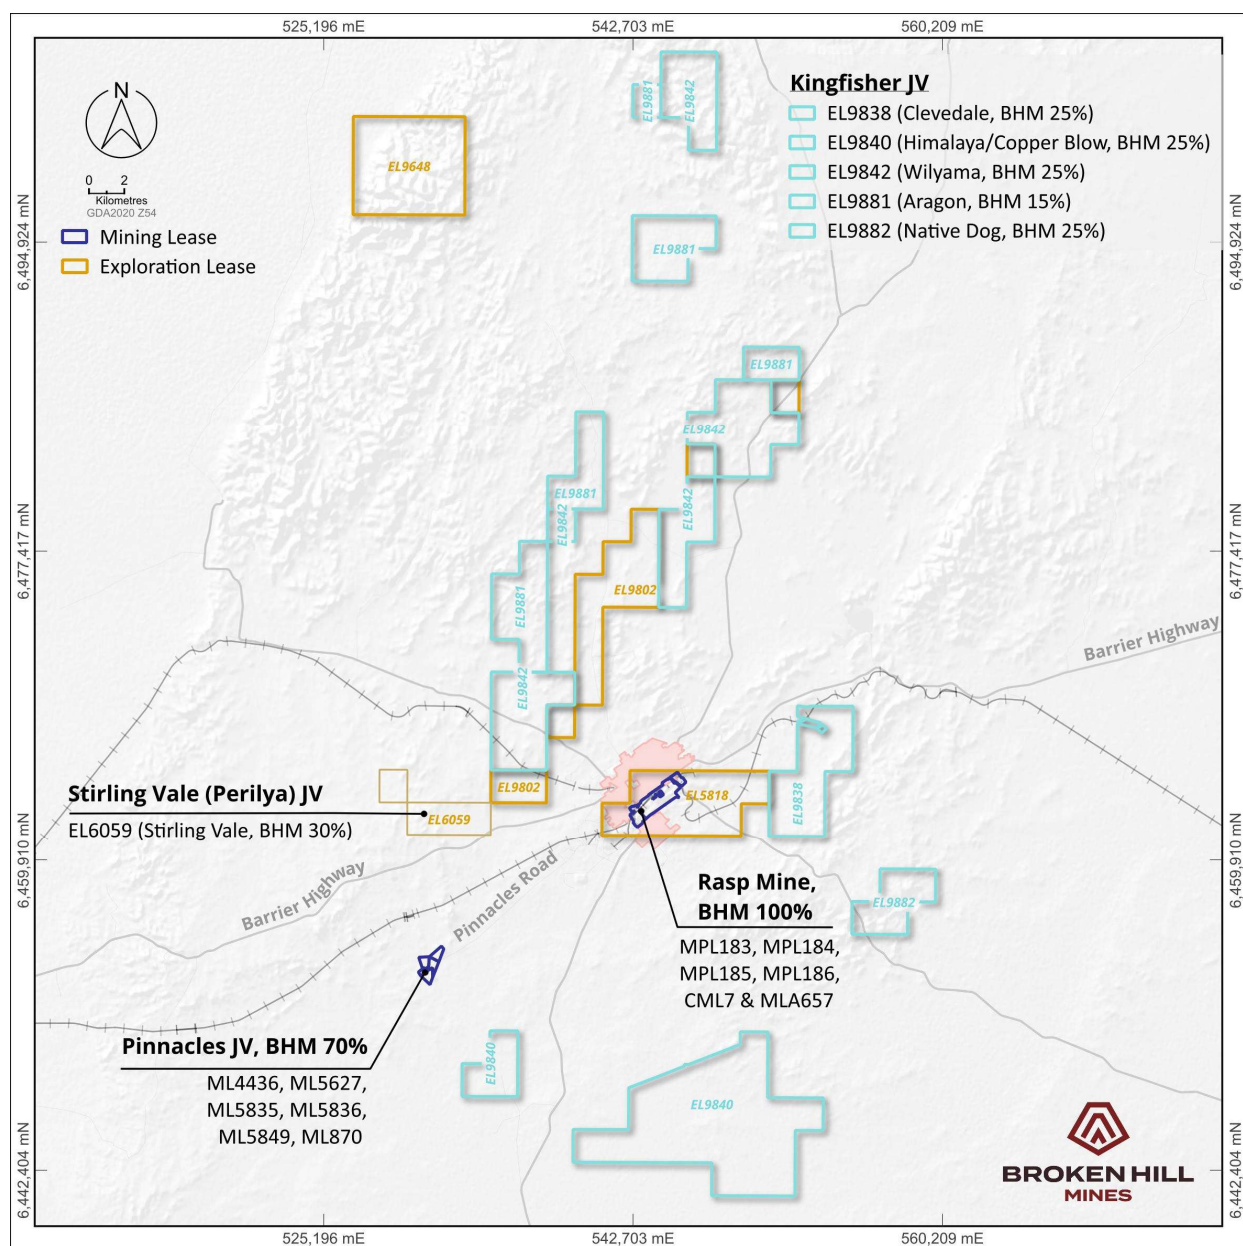 525,196 mE
542,703 mE
560,209 mE
N
0 2
Kilometres
GDA2020 Z54
Mining Lease
Exploration Lease
Kingfisher JV
EL9838 (Clevedale, BHM 25%)
EL9840 (Himalaya/Copper Blow, BHM 25%)
EL9842 (Wilyama, BHM 25%)
EL9881 (Aragon, BHM 15%)
EL9882 (Native Dog, BHM 25%)
EL9881
EL9842
EL9648
6,494,924 mN
6,494,924 mN
EL9881
EL9881
EL9842
EL9881
EL9842
EL9842
6,477,417 mN
6,477,417 mN
EL9881
EL9802
Barrier Highway
EL9842
Stirling Vale (Perilya) JV
EL6059 (Stirling Vale, BHM 30%)
EL9802
EL6059
EL5818
EL9838
6,459,910 mN
6,459,910 mN
Barrier Highway
Pinnacles Road
Rasp Mine,
BHM 100%
MPL183, MPL184,
MPL185, MPL186,
CML7 & MLA657
EL9882
Pinnacles JV, BHM 70%
ML4436, ML5627,
ML5835, ML5836,
ML5849, ML870
EL9840
EL9840
BROKEN HILL
MINES
6,442,404 mN
6,442,404 mN
525,196 mE
542,703 mE
560,209 mE